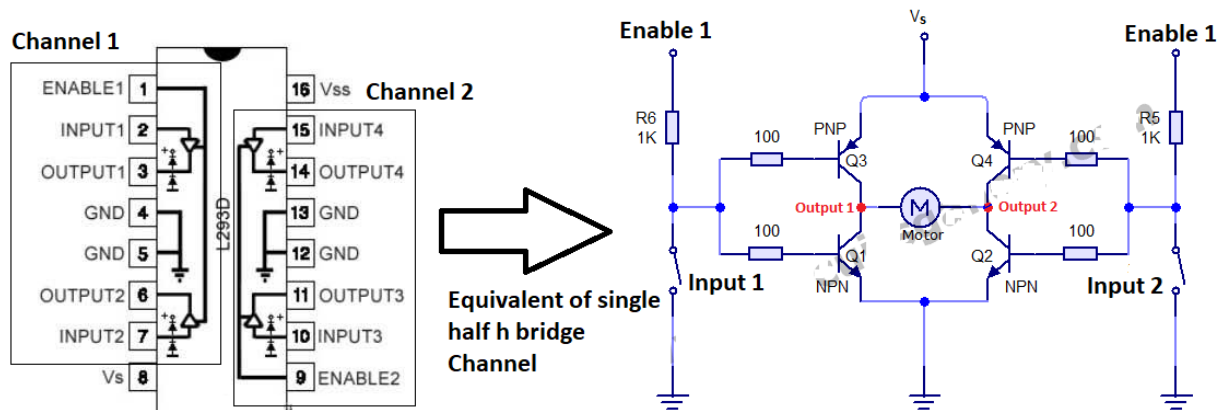 Channel 1
ENABLE1 1
INPUT1 2
OUTPUT1 3
GND 4
GND 5
OUTPUT2 6
INPUT2 7
Vs 8
L293D
Channel 2
16 Vss
15 INPUT4
14 OUTPUT4
13 GND
12 GND
11 OUTPUT3
10 INPUT3
9 ENABLE2
+
+
+
+
Equivalent of single
half h bridge
Channel
Enable 1
Vs
Enable 1
R6
1K
100
PNP
Q3
PNP
Q4
100
R5
1K
Output 1
M
Motor
Output 2
100
Q1
NPN
Q2
NPN
100
Input 1
Input 2